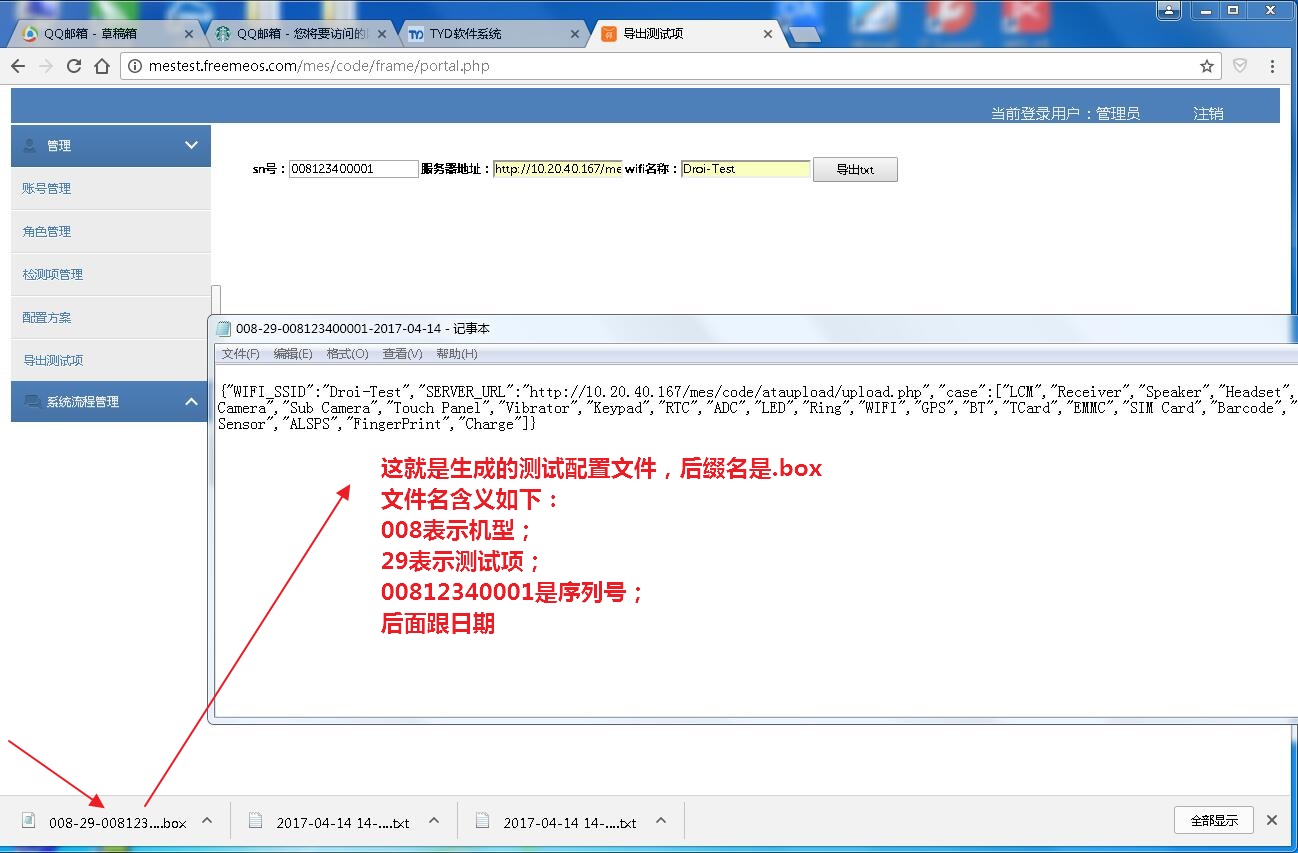 QQ邮箱 - 草稿箱
QQ邮箱 - 您将要访问的
TYD软件系统
导出测试项
mestest.freemeos.com/mes/code/frame/portal.php
当前登录用户：管理员 注销
管理
账号管理
角色管理
检测项管理
配置方案
导出测试项
系统流程管理
sn号：008123400001 服务器地址：http://10.20.40.167/me wifi名称：Droi-Test 导出txt
008-29-008123400001-2017-04-14 - 记事本
文件(F) 编辑(E) 格式(O) 查看(V) 帮助(H)
{"WIFI_SSID":"Droi-Test","SERVER_URL":"http://10.20.40.167/mes/code/ataupload/upload.php","case":["LCM","Receiver","Speaker","Headset",
Camera","Sub Camera","Touch Panel","Vibrator","Keypad","RTC","ADC","LED","Ring","WIFI","GPS","BT","TCard","EMMC","SIM Card","Barcode","
Sensor","ALSPS","FingerPrint","Charge"]}
这就是生成的测试配置文件，后缀名是.box
文件名含义如下：
008表示机型；
29表示测试项；
00812340001是序列号；
后面跟日期
008-29-008123....box
2017-04-14 14-....txt
2017-04-14 14-....txt
全部显示